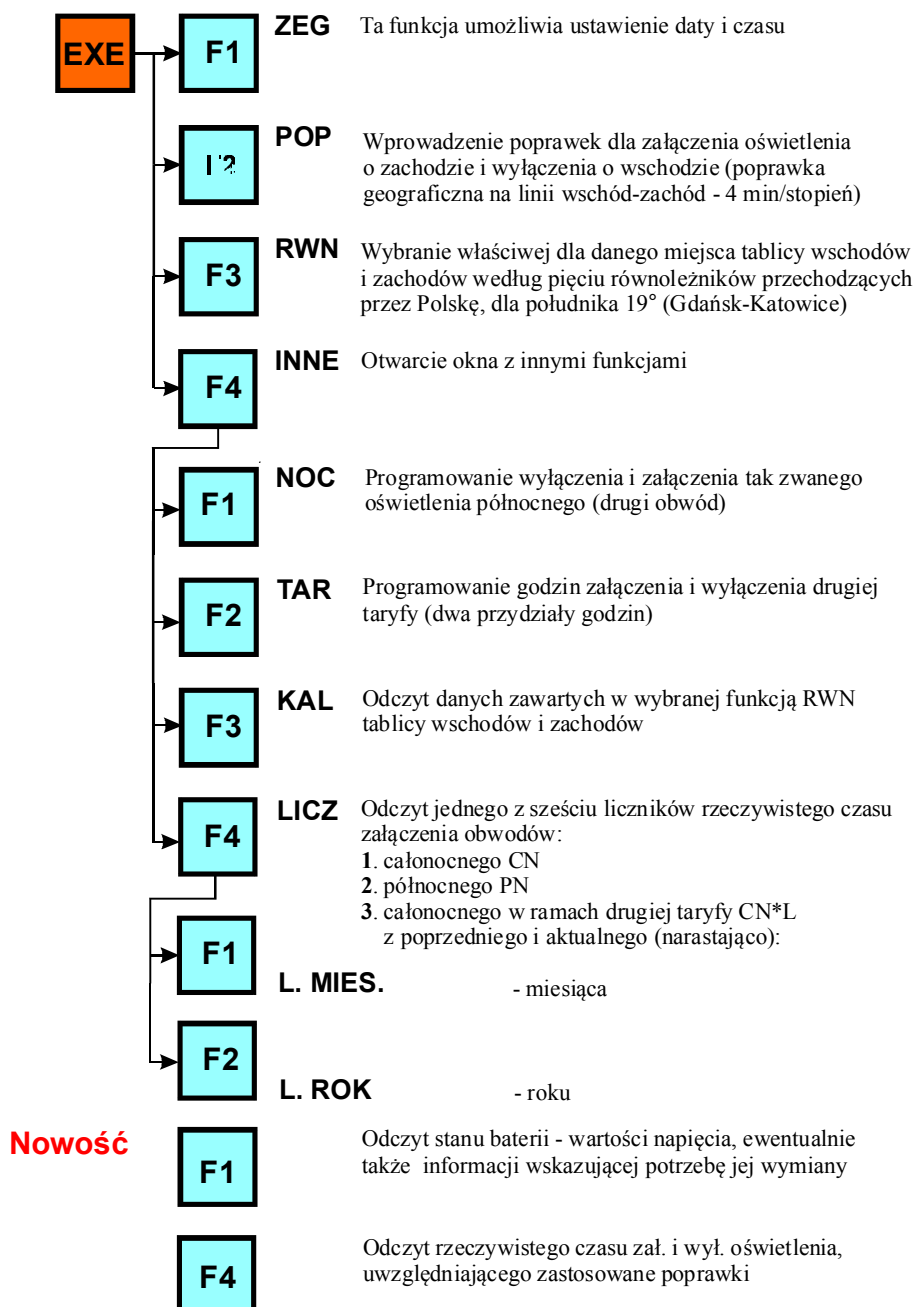 EXE
F1
ZEG
Ta funkcja umożliwia ustawienie daty i czasu
POP
Wprowadzenie poprawek dla załączenia oświetlenia
o zachodzie i wyłączenia o wschodzie (poprawka
geograficzna na linii wschód-zachód - 4 min/stopień)
F3
RWN
Wybranie właściwej dla danego miejsca tablicy wschodów
i zachodów według pięciu równoleżników przechodzących
przez Polskę, dla południka 19° (Gdańsk-Katowice)
F4
INNE
Otwarcie okna z innymi funkcjami
F1
NOC
Programowanie wyłączenia i załączenia tak zwanego
oświetlenia północnego (drugi obwód)
F2
TAR
Programowanie godzin załączenia i wyłączenia drugiej
taryfy (dwa przydziały godzin)
F3
KAL
Odczyt danych zawartych w wybranej funkcją RWN
tablicy wschodów i zachodów
F4
LICZ
Odczyt jednego z sześciu liczników rzeczywistego czasu
załączenia obwodów:
1. całonocnego CN
2. północnego PN
3. całonocnego w ramach drugiej taryfy CN*L
z poprzedniego i aktualnego (narastająco):
F1
L. MIES.
- miesiąca
F2
L. ROK
- roku
Nowość
F1
Odczyt stanu baterii - wartości napięcia, ewentualnie
także informacji wskazującej potrzebę jej wymiany
F4
Odczyt rzeczywistego czasu zał. i wył. oświetlenia,
uwzględniającego zastosowane poprawki